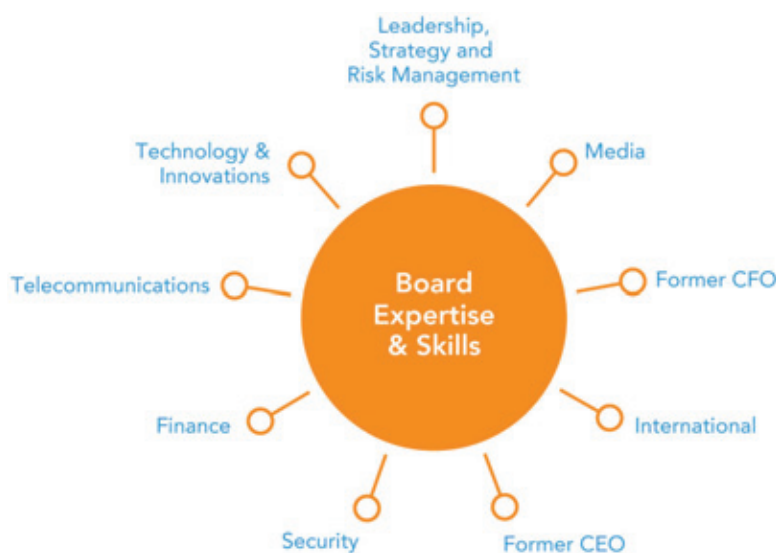 Leadership,
Strategy and
Risk Management
Technology &
Innovations
Media
Telecommunications
Board
Expertise
& Skills
Former CFO
Finance
International
Security
Former CEO